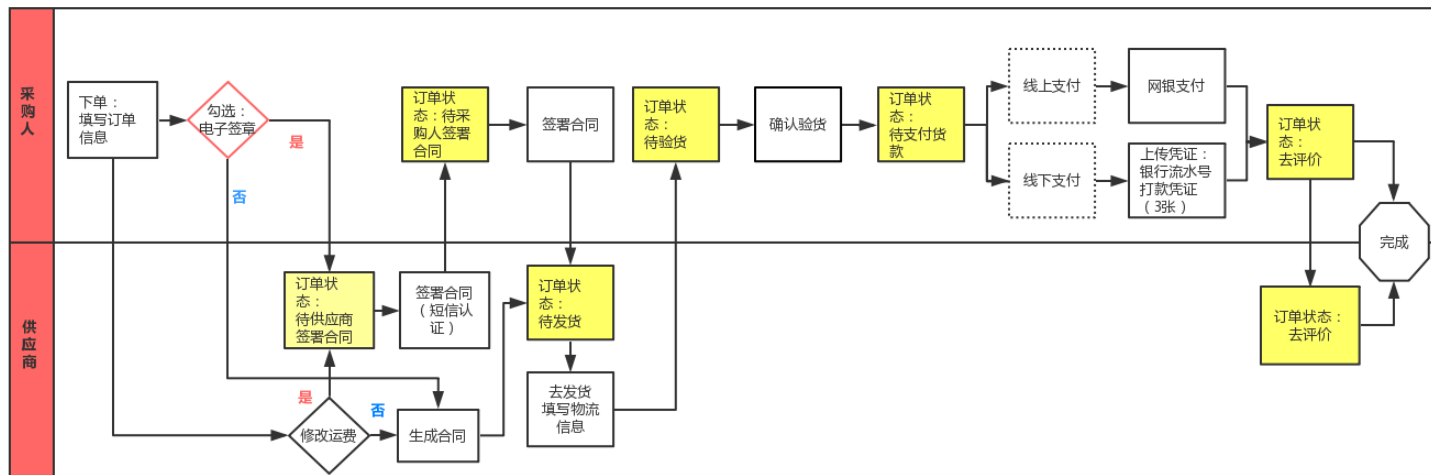 采购人
下单：
填写订单
信息
勾选：
电子签章
是
否
订单状
态：待采
购人签署
合同
签署合同
订单状
态：
待验货
确认验货
订单状
态：
待支付货
款
线上支付
网银支付
线下支付
上传凭证：
银行流水号
打款凭证
（3张）
订单状
态：
去评价
完成
供应商
订单状
态：
待供应商
签署合同
签署合同
（短信认
证）
订单状
态：
待发货
订单状态：
去评价
是
修改运费
否
生成合同
去发货
填写物流
信息